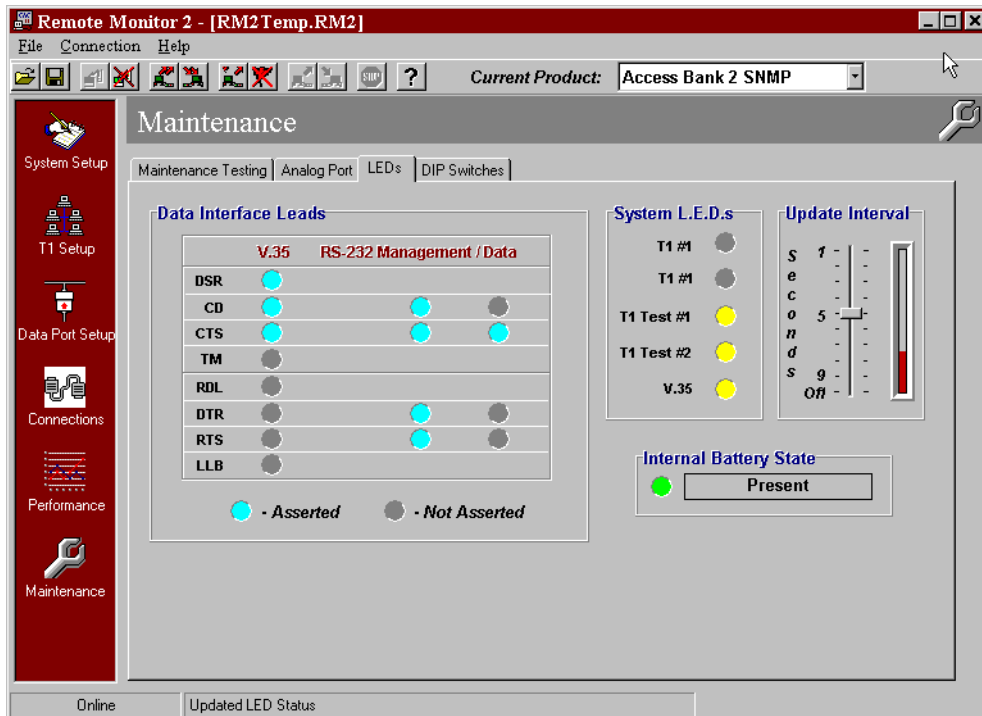 Remote Monitor 2 - [RM2Temp.RM2]
File Connection Help
STOP ? Current Product: Access Bank 2 SNMP
System Setup
T1 Setup
Data Port Setup
Connections
Performance
Maintenance
Maintenance
Maintenance Testing Analog Port LEDs DIP Switches
Data Interface Leads
V.35 RS-232 Management / Data
DSR
CD
CTS
TM
RDL
DTR
RTS
LLB
- Asserted - Not Asserted
System L.E.D.s
T1 #1
T1 #1
T1 Test #1
T1 Test #2
V.35
Update Interval
Seconds
1
5
9
Off
Internal Battery State
Present
Online Updated LED Status